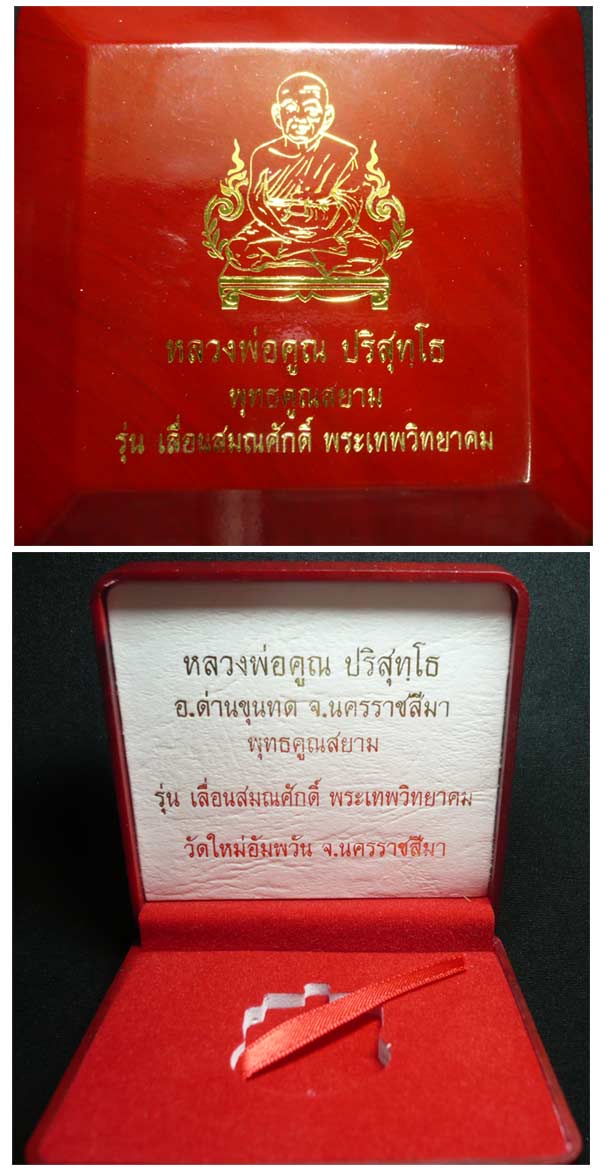 หลวงพ่อคูณ ปริสุทฺโธ
พุทธคูณสยาม
รุ่น เลื่อนสมณศักดิ์ พระเทพวิทยาคม
หลวงพ่อคูณ ปริสุทฺโธ
อ.ด่านขุนทด จ.นครราชสีมา
พุทธคูณสยาม
รุ่น เลื่อนสมณศักดิ์ พระเทพวิทยาคม
วัดใหม่อัมพวัน จ.นครราชสีมา